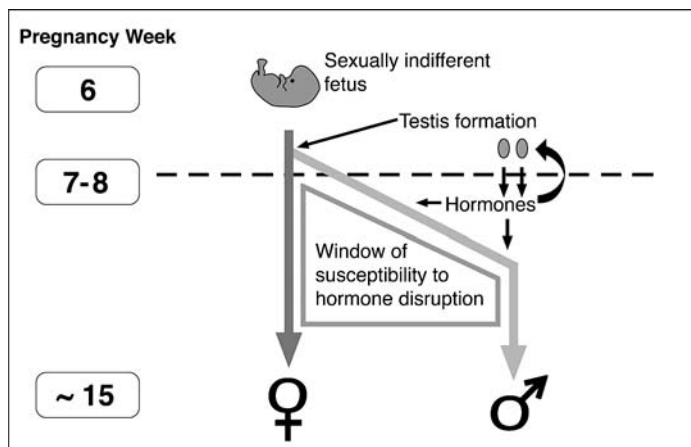 Pregnancy Week
6
Sexually indifferent
fetus
Testis formation
7-8
Hormones
Window of
susceptibility to
hormone disruption
~ 15